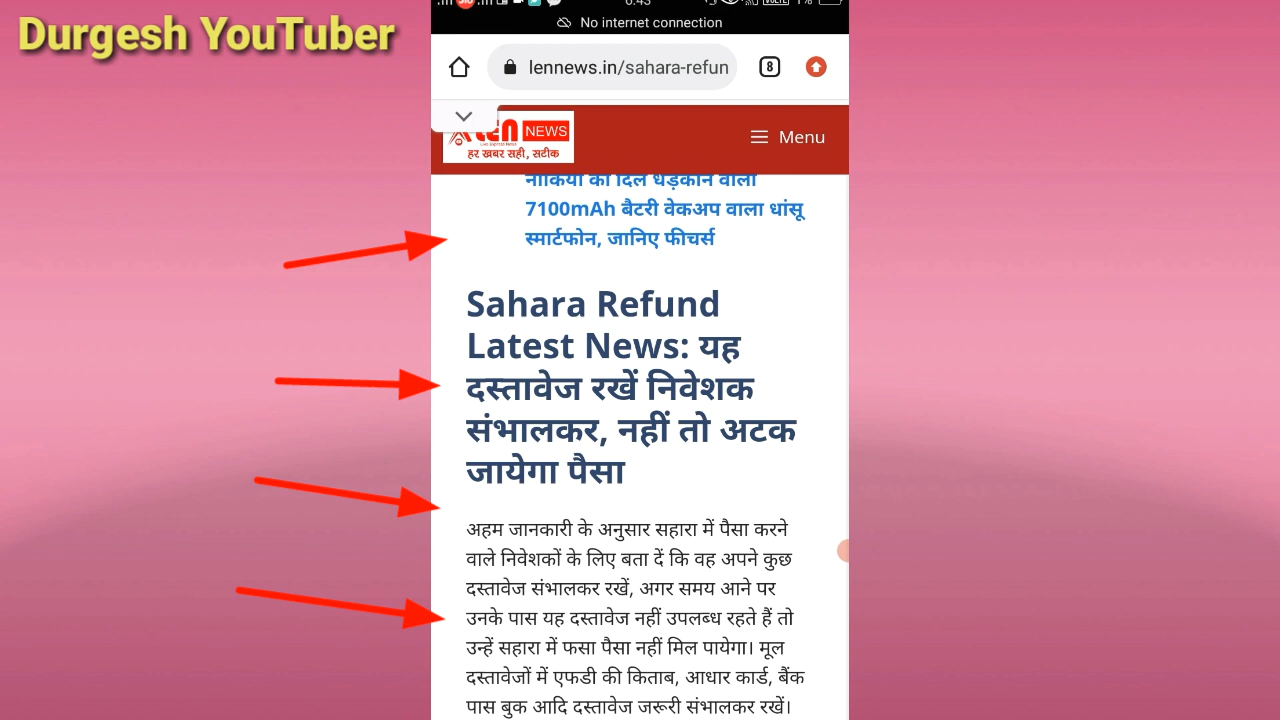 Durgesh YouTuber
No internet connection
lennews.in/sahara-refun
8
LEN NEWS
हर खबर सही, सटीक
Menu
नोकिया का दिल धड़काने वाला
7100mAh बैटरी वेकअप वाला धांसू
स्मार्टफोन, जानिए फीचर्स
Sahara Refund
Latest News: यह
दस्तावेज रखें निवेशक
संभालकर, नहीं तो अटक
जायेगा पैसा
अहम जानकारी के अनुसार सहारा में पैसा करने
वाले निवेशकों के लिए बता दें कि वह अपने कुछ
दस्तावेज संभालकर रखें, अगर समय आने पर
उनके पास यह दस्तावेज नहीं उपलब्ध रहते हैं तो
उन्हें सहारा में फसा पैसा नहीं मिल पायेगा। मूल
दस्तावेजों में एफडी की किताब, आधार कार्ड, बैंक
पास बुक आदि दस्तावेज जरूरी संभालकर रखें।